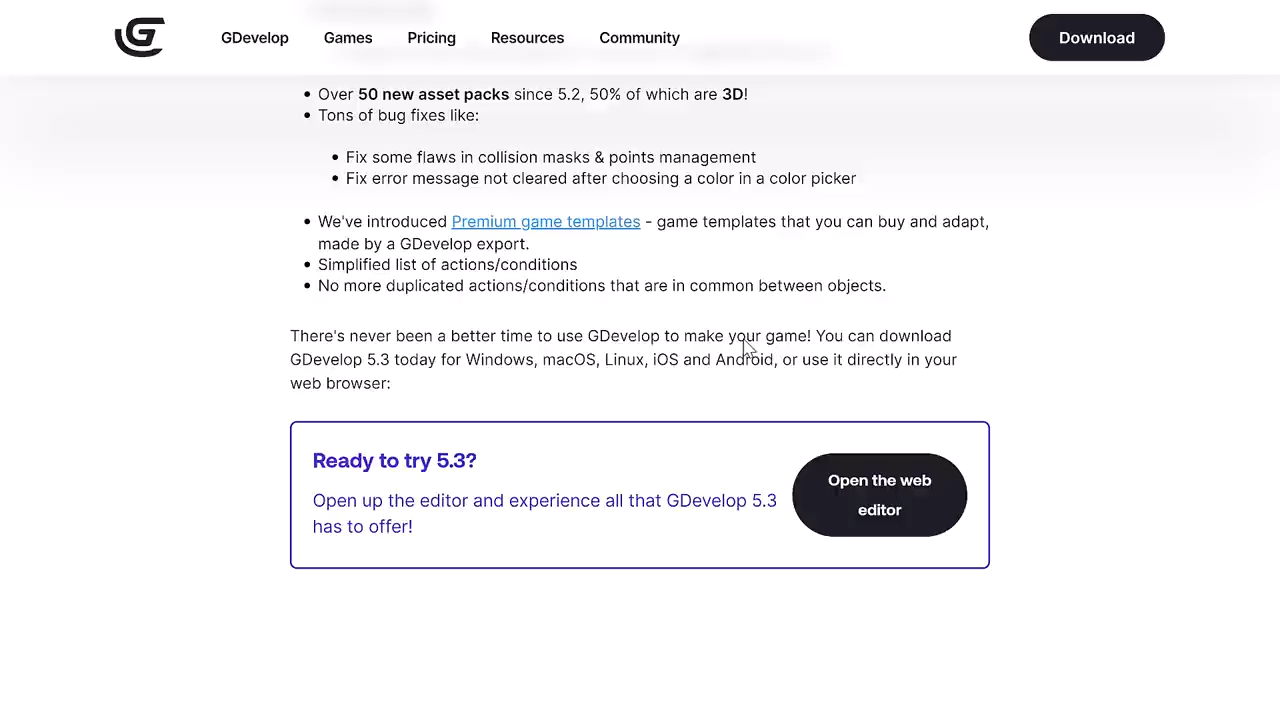 GDevelop Games Pricing Resources Community Download
• Over 50 new asset packs since 5.2, 50% of which are 3D!
• Tons of bug fixes like:
• Fix some flaws in collision masks & points management
• Fix error message not cleared after choosing a color in a color picker
• We've introduced Premium game templates - game templates that you can buy and adapt,
made by a GDevelop export.
• Simplified list of actions/conditions
• No more duplicated actions/conditions that are in common between objects.
There's never been a better time to use GDevelop to make your game! You can download
GDevelop 5.3 today for Windows, macOS, Linux, iOS and Android, or use it directly in your
web browser:
Ready to try 5.3?
Open up the editor and experience all that GDevelop 5.3
has to offer!
Open the web
editor